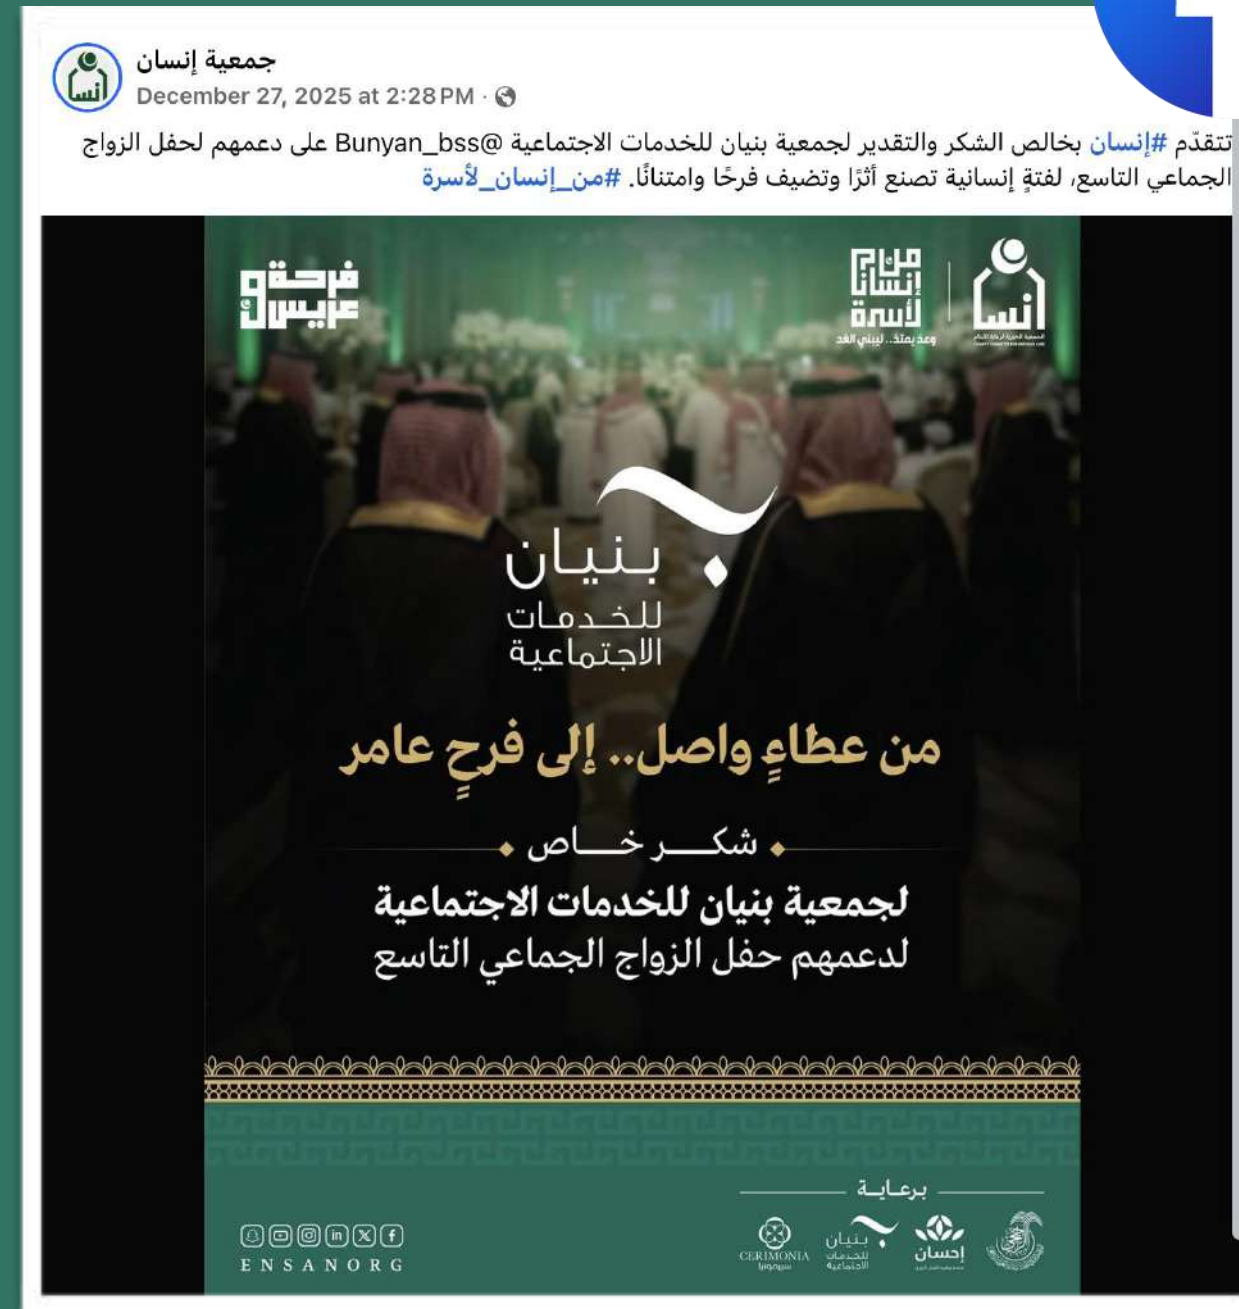 جمعية إنسان
December 27, 2025 at 2:28 PM ·
تتقدّم #إنسان بخالص الشكر والتقدير لجمعية بنيان للخدمات الاجتماعية @Bunyan_bss على دعمهم لحفل الزواج
الجماعي التاسع، لفتةٍ إنسانية تصنع أثرًا وتضيف فرحًا وامتنانًا. #من_إنسان_لأسرة
فرحة و
عريس
من
إنسان
لأسرة
وعد يمتد.. ليبني الغد
إنسا
بنيان
للخدمات
الاجتماعية
من عطاءٍ واصل.. إلى فرحٍ عامر
شكر خاص
لجمعية بنيان للخدمات الاجتماعية
لدعمهم حفل الزواج الجماعي التاسع
برعاية
إحسان
بنيان
للخدمات
الاجتماعية
CERIMONIA
سيرمونيا
ENSANORG